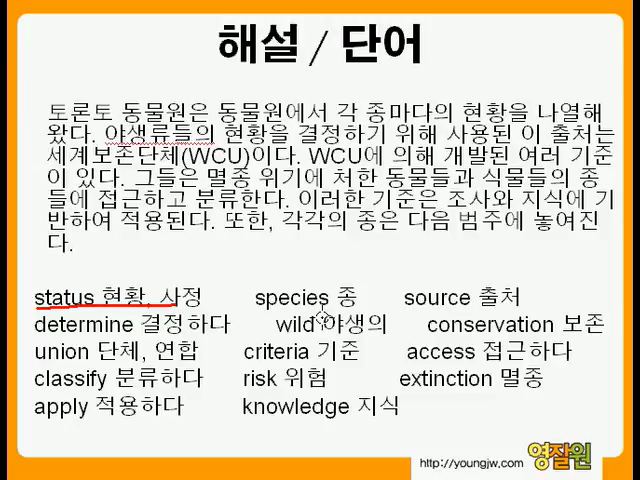 해설 / 단어
토론토 동물원은 동물원에서 각 종마다의 현황을 나열해
왔다. 야생류들의 현황을 결정하기 위해 사용된 이 출처는
세계보존단체(WCU)이다. WCU에 의해 개발된 여러 기준
이 있다. 그들은 멸종 위기에 처한 동물들과 식물들의 종
들에 접근하고 분류한다. 이러한 기준은 조사와 지식에 기
반하여 적용된다. 또한, 각각의 종은 다음 범주에 놓여진
다.
status 현황, 사정 species 종 source 출처
determine 결정하다 wild 야생의 conservation 보존
union 단체, 연합 criteria 기준 access 접근하다
classify 분류하다 risk 위험 extinction 멸종
apply 적용하다 knowledge 지식
http://youngjw.com 영잘원